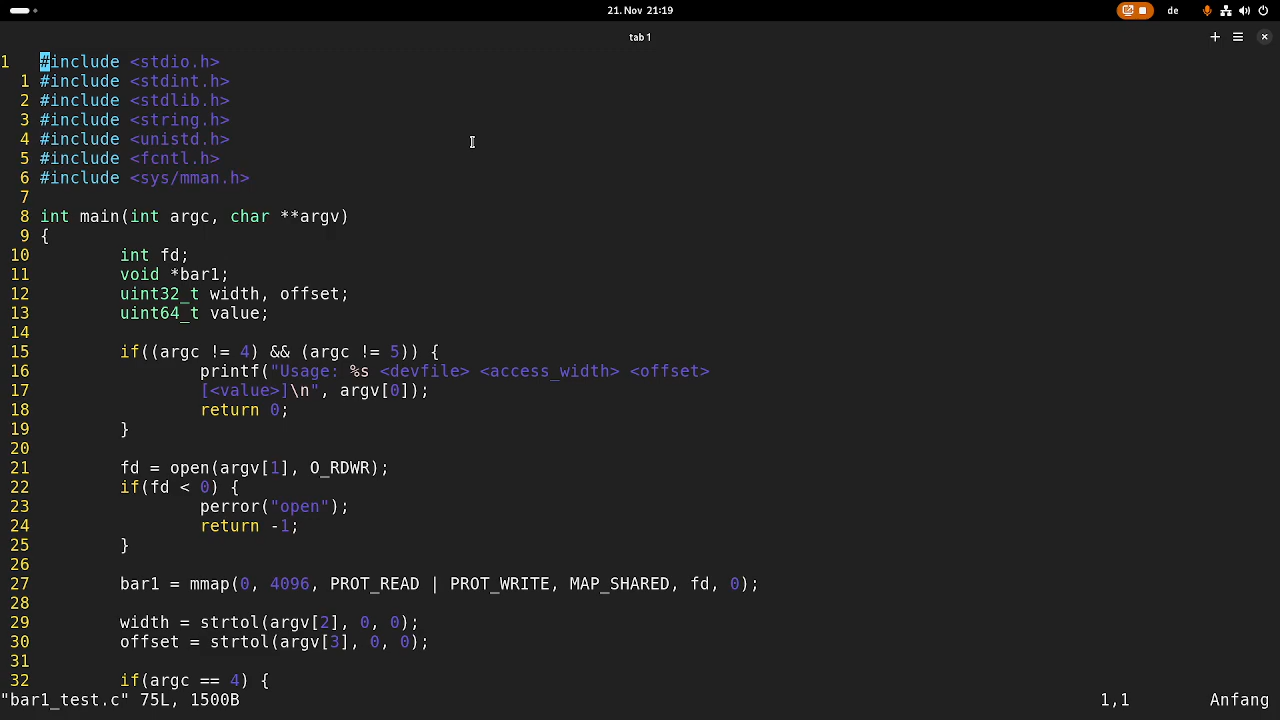 21. Nov 21:19
de
tab 1
1 #include <stdio.h>
1 #include <stdint.h>
2 #include <stdlib.h>
3 #include <string.h>
4 #include <unistd.h>
5 #include <fcntl.h>
6 #include <sys/mman.h>
7
8 int main(int argc, char **argv)
9 {
10 int fd;
11 void *bar1;
12 uint32_t width, offset;
13 uint64_t value;
14
15 if((argc != 4) && (argc != 5)) {
16 printf("Usage: %s <devfile> <access_width> <offset>
17 [<value>]\n", argv[0]);
18 return 0;
19 }
20
21 fd = open(argv[1], O_RDWR);
22 if(fd < 0) {
23 perror("open");
24 return -1;
25 }
26
27 bar1 = mmap(0, 4096, PROT_READ | PROT_WRITE, MAP_SHARED, fd, 0);
28
29 width = strtol(argv[2], 0, 0);
30 offset = strtol(argv[3], 0, 0);
31
32 if(argc == 4) {
"bar1_test.c" 75L, 1500B 1,1 Anfang